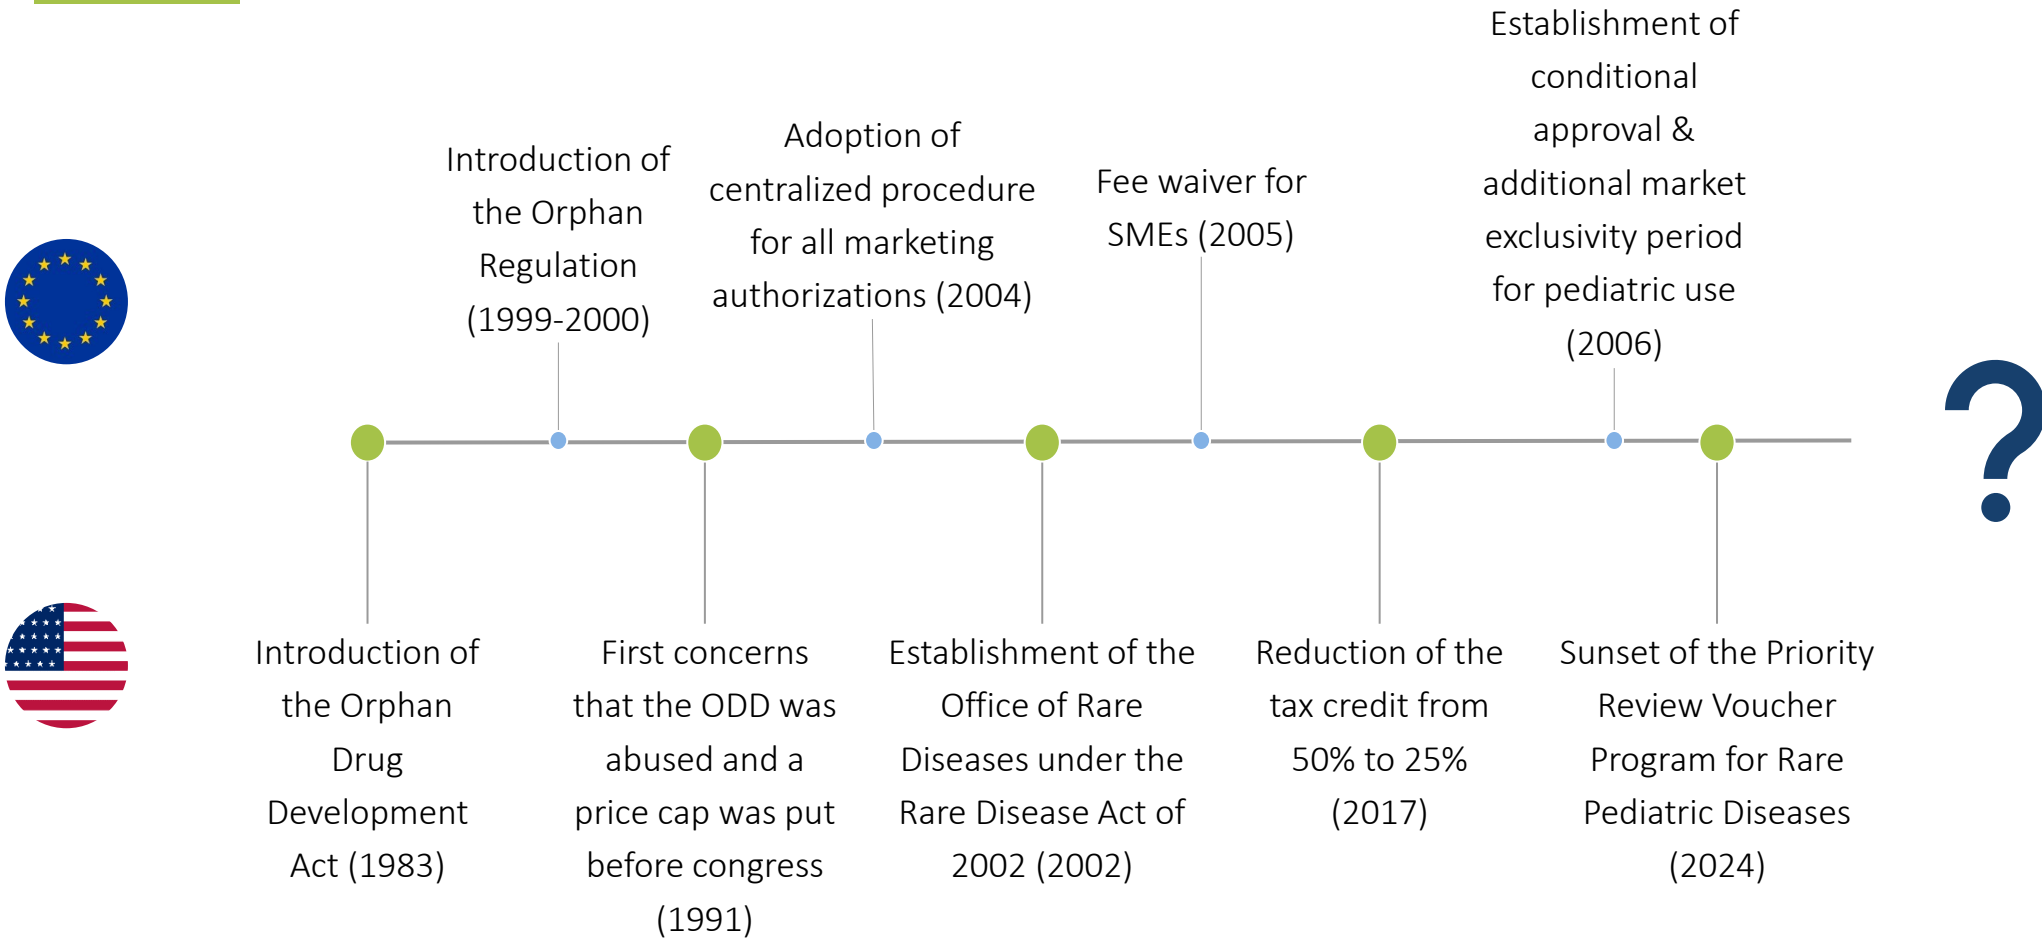 Introduction of
the Orphan
Regulation
(1999-2000)
Adoption of
centralized procedure
for all marketing
authorizations (2004)
Fee waiver for
SMEs (2005)
Establishment of
conditional
approval &
additional market
exclusivity period
for pediatric use
(2006)
?
Introduction of
the Orphan
Drug
Development
Act (1983)
First concerns
that the ODD was
abused and a
price cap was put
before congress
(1991)
Establishment of the
Office of Rare
Diseases under the
Rare Disease Act of
2002 (2002)
Reduction of the
tax credit from
50% to 25%
(2017)
Sunset of the Priority
Review Voucher
Program for Rare
Pediatric Diseases
(2024)